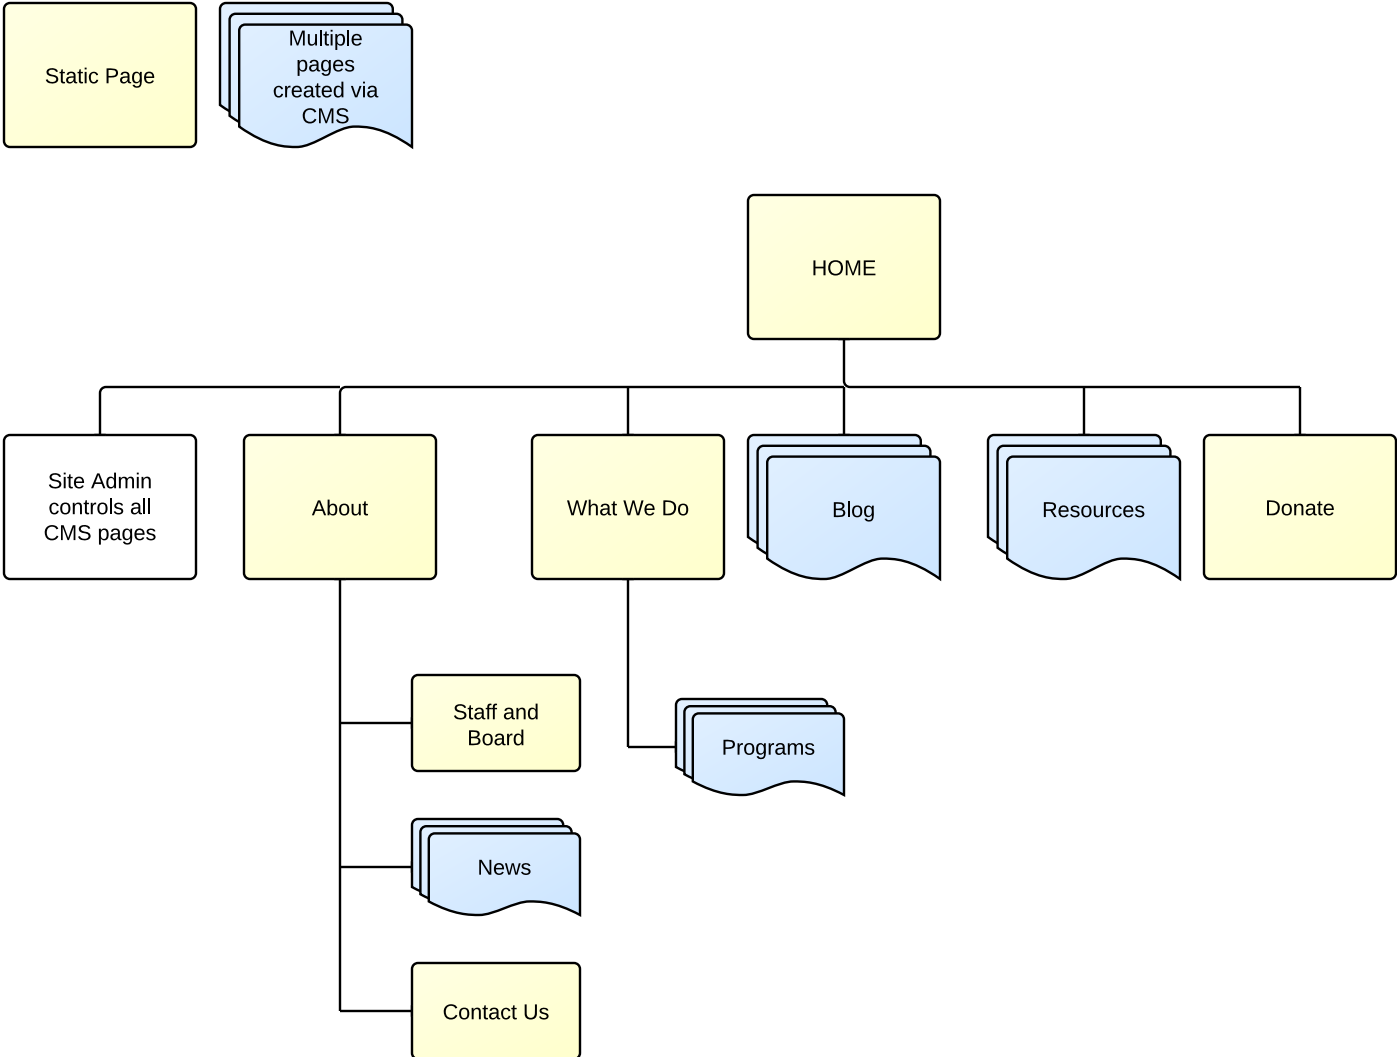 Static Page
Multiple
pages
created via
CMS
HOME
Site Admin
controls all
CMS pages
About
What We Do
Blog
Resources
Donate
Staff and
Board
Programs
News
Contact Us